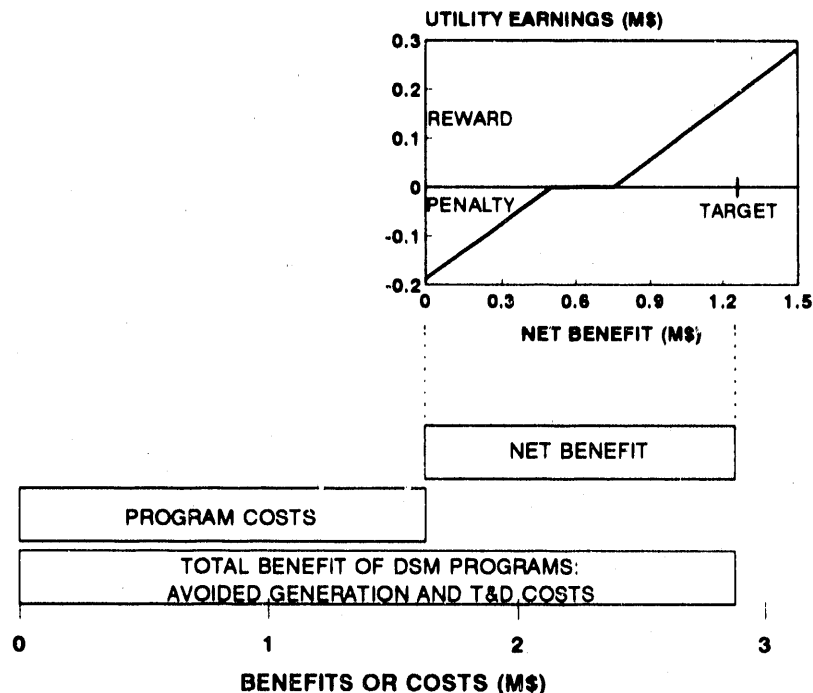 UTILITY EARNINGS (M$)
0.3
0.2
REWARD
0.1
0
PENALTY
TARGET
-0.1
-0.2
0 0.3 0.6 0.9 1.2 1.5
NET BENEFIT (M$)
NET BENEFIT
PROGRAM COSTS
TOTAL BENEFIT OF DSM PROGRAMS:
AVOIDED GENERATION AND T&D COSTS
0 1 2 3
BENEFITS OR COSTS (M$)